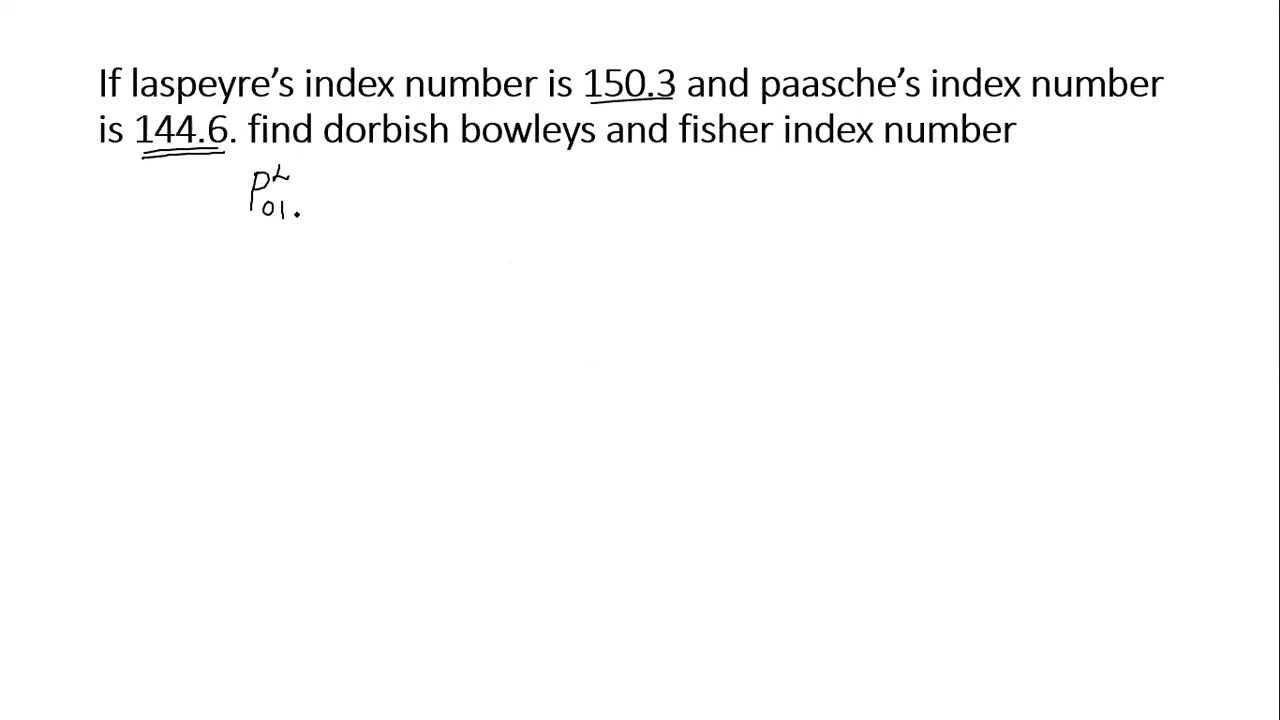 If laspeyre’s index number is 150.3 and paasche’s index number
is 144.6. find dorbish bowleys and fisher index number
P^L_01.